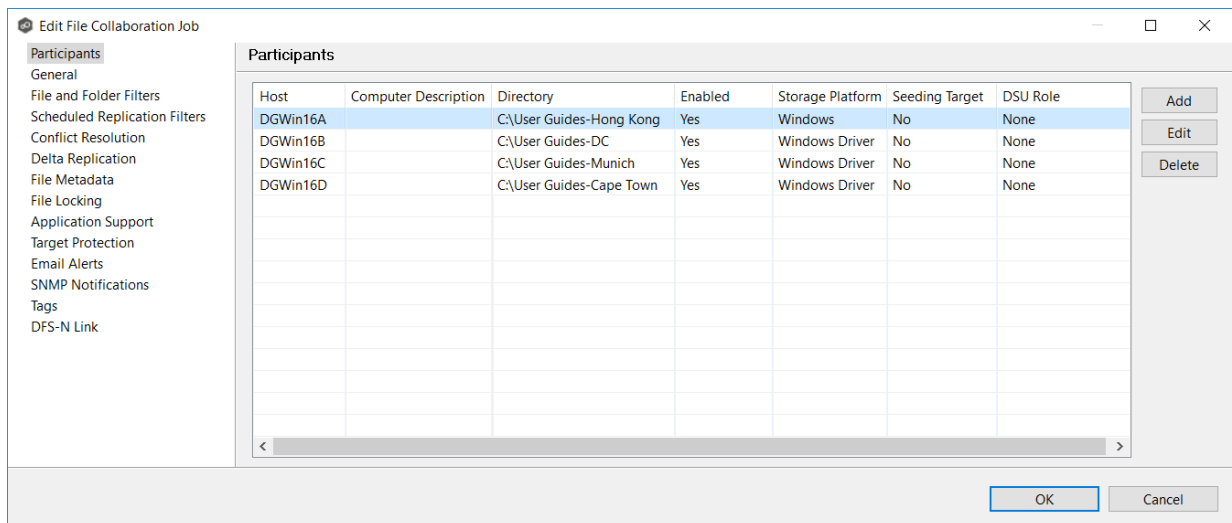 Edit File Collaboration Job
Participants
General
File and Folder Filters
Scheduled Replication Filters
Conflict Resolution
Delta Replication
File Metadata
File Locking
Application Support
Target Protection
Email Alerts
SNMP Notifications
Tags
DFS-N Link
Participants
Host Computer Description Directory Enabled Storage Platform Seeding Target DSU Role
DGWin16A C:\User Guides-Hong Kong Yes Windows No None
DGWin16B C:\User Guides-DC Yes Windows Driver No None
DGWin16C C:\User Guides-Munich Yes Windows Driver No None
DGWin16D C:\User Guides-Cape Town Yes Windows Driver No None
Add
Edit
Delete
OK Cancel